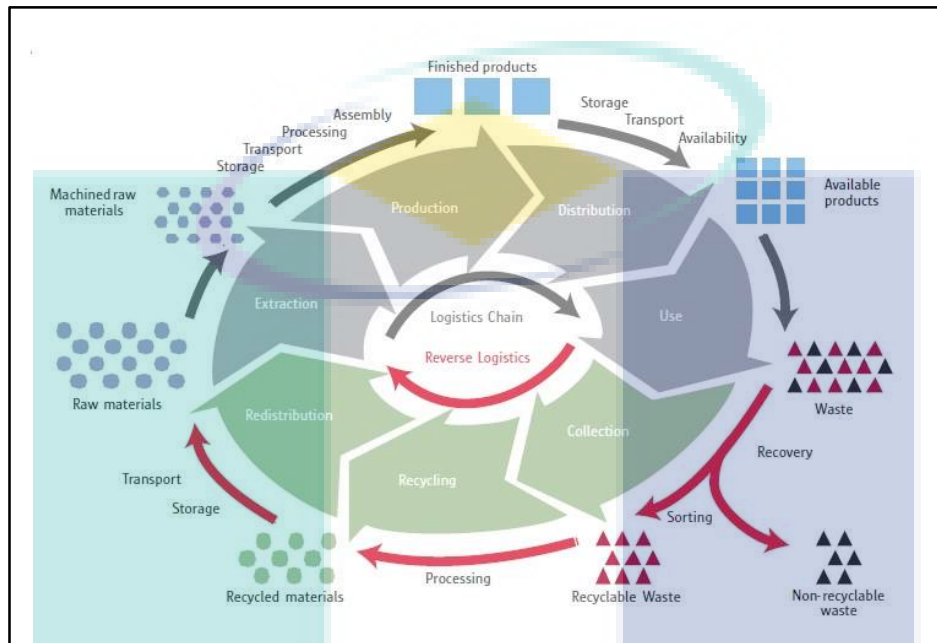 Finished products
Storage
Transport
Availability
Assembly
Processing
Transport
Storage
Machined raw
materials
Available
products
Production
Distribution
Extraction
Use
Logistics Chain
Reverse Logistics
Raw materials
Waste
Redistribution
Collection
Recovery
Recycling
Transport
Storage
Sorting
Processing
Recycled materials
Recyclable Waste
Non-recyclable
waste